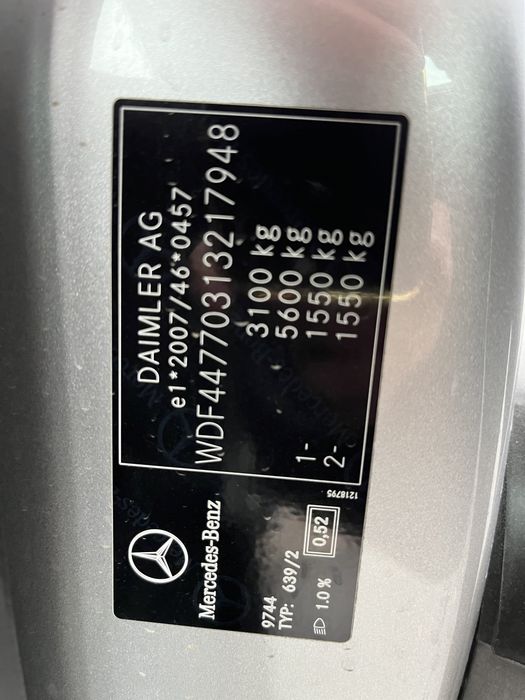 Mercedes-Benz
9744
TYP: 639/2
1.0 %
0,52
1218795
DAIMLER AG
e1*2007/46*0457
WDF44770313217948
3100 kg
5600 kg
1- 1550 kg
2- 1550 kg